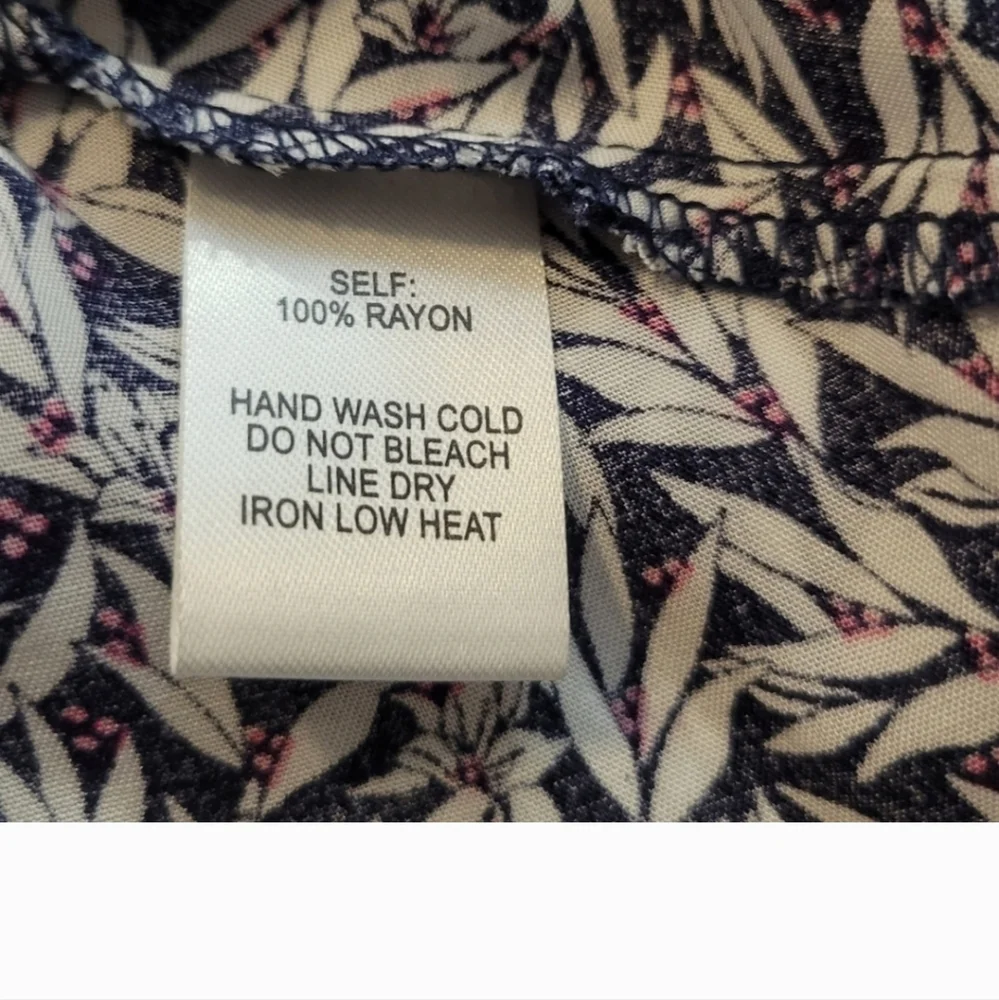 SELF:
100% RAYON
HAND WASH COLD
DO NOT BLEACH
LINE DRY
IRON LOW HEAT